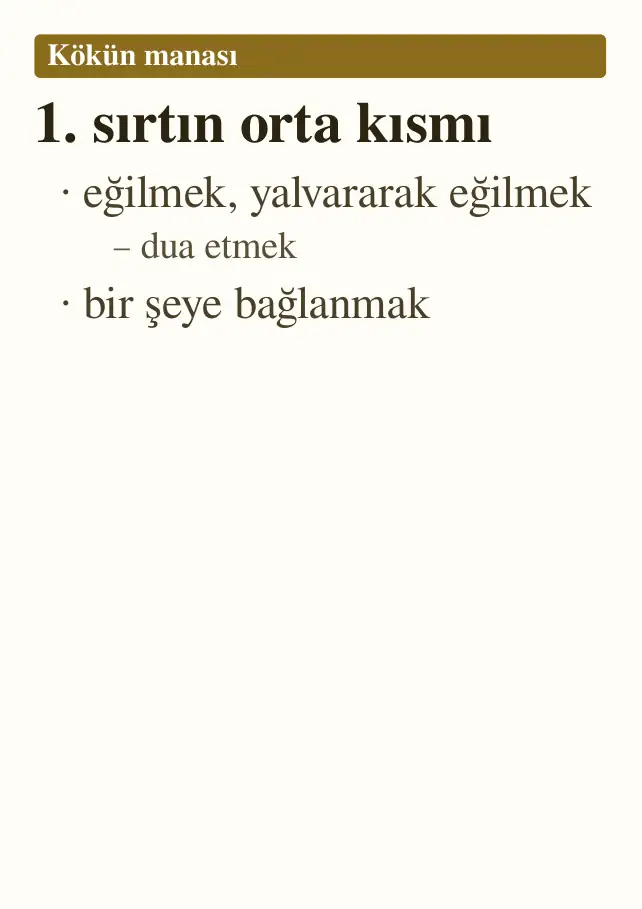 Kökün manası
1. sırtın orta kısmı
· eğilmek, yalvararak eğilmek
– dua etmek
· bir şeye bağlanmak